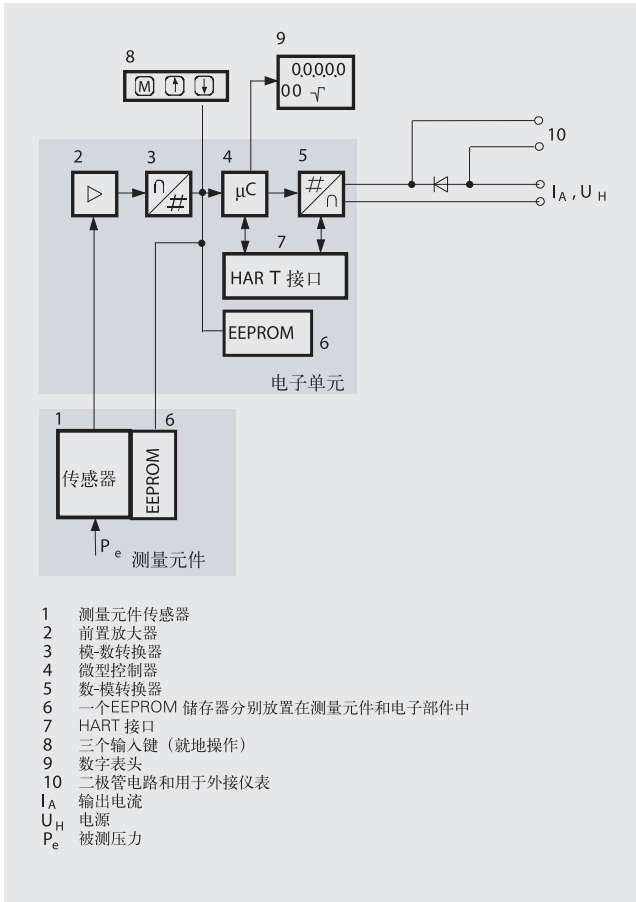 9
8
0.0.0.0.0
00 √
M ↑ ↓
10
2 3 4 5
∩ # μC # ∩
I A , U H
7
HART 接口
EEPROM
6
电子单元
1 6
传感器 EEPROM
P e
测量元件
1 测量元件传感器
2 前置放大器
3 模-数转换器
4 微型控制器
5 数-模转换器
6 一个EEPROM 储存器分别放置在测量元件和电子部件中
7 HART 接口
8 三个输入键（就地操作）
9 数字表头
10 二极管电路和用于外接仪表
I A 输出电流
U H 电源
P e 被测压力